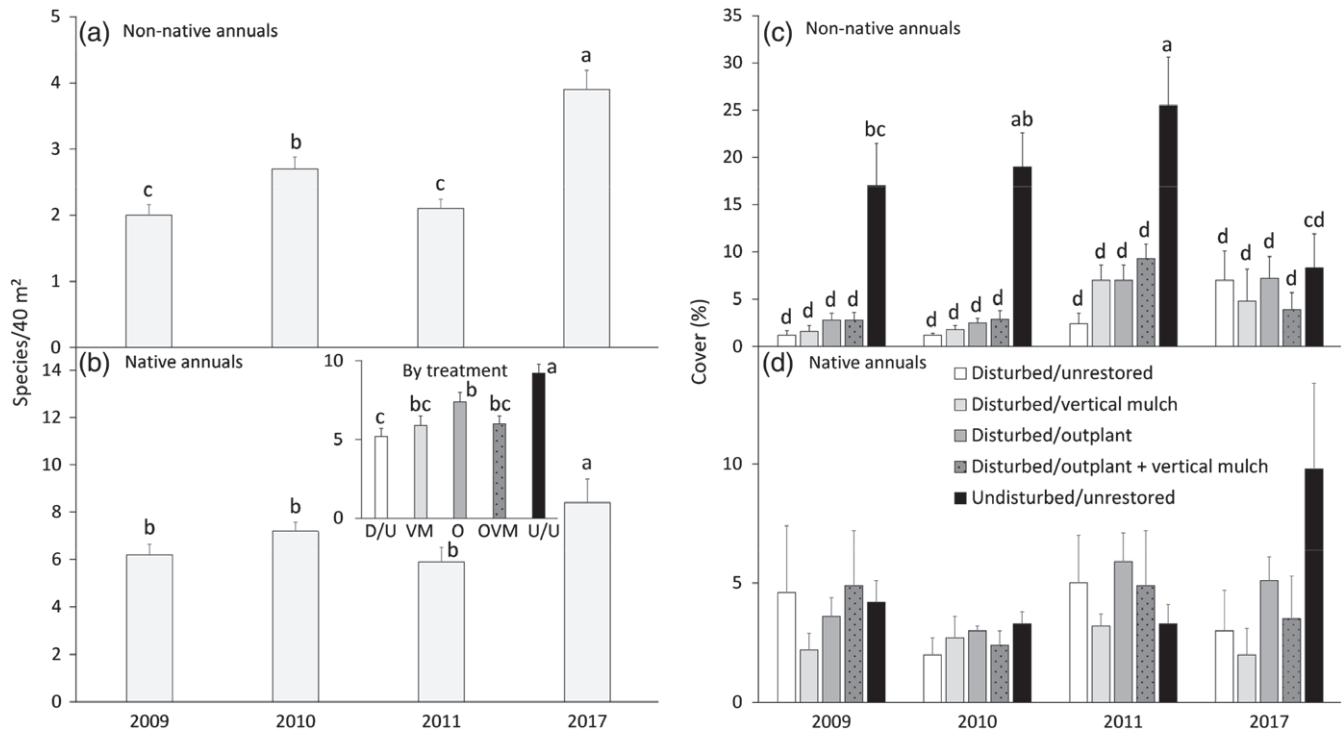 (a) Non-native annuals
5
4
3
2
1
0
c
b
c
a
Species/40 m²
(b) Native annuals
14
12
10
8
6
4
2
0
b
b
b
a
2009 2010 2011 2017
By treatment
10
5
0
c
bc
b
bc
a
D/U VM O OVM U/U
(c) Non-native annuals
35
30
25
20
15
10
5
0
d d d d bc
d d d d ab
d d d d a
d d d d cd
Cover (%)
(d) Native annuals
Disturbed/unrestored
Disturbed/vertical mulch
Disturbed/outplant
Disturbed/outplant + vertical mulch
Undisturbed/unrestored
10
5
0
2009 2010 2011 2017